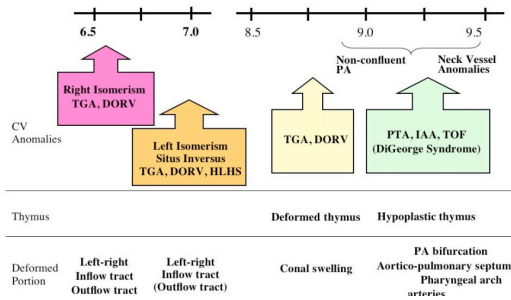 6.5 7.0 8.5 9.0 9.5
Non-confluent PA
Neck Vessel Anomalies
Right Isomerism
TGA, DORV
CV
Anomalies
Left Isomerism
Situs Inversus
TGA, DORV, HLHS
TGA, DORV
PTA, IAA, TOF
(DiGeorge Syndrome)
Thymus
Deformed thymus
Hypoplastic thymus
Deformed
Portion
Left-right
Inflow tract
Outflow tract
Left-right
Inflow tract
(Outflow tract)
Conal swelling
PA bifurcation
Aortico-pulmonary septum
Pharyngeal arch
arteries